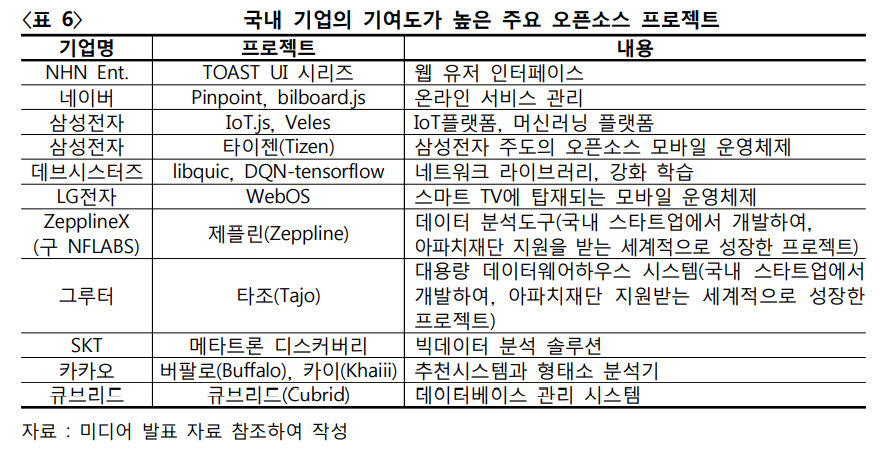 <표 6> 국내 기업의 기여도가 높은 주요 오픈소스 프로젝트
기업명 프로젝트 내용
NHN Ent. TOAST UI 시리즈 웹 유저 인터페이스
네이버 Pinpoint, bilboard.js 온라인 서비스 관리
삼성전자 IoT.js, Veles IoT플랫폼, 머신러닝 플랫폼
삼성전자 타이젠(Tizen) 삼성전자 주도의 오픈소스 모바일 운영체제
데브시스터즈 libquic, DQN-tensorflow 네트워크 라이브러리, 강화 학습
LG전자 WebOS 스마트 TV에 탑재되는 모바일 운영체제
ZepplineX
(구 NFLABS)
제플린(Zeppline)
데이터 분석도구(국내 스타트업에서 개발하여,
아파치재단 지원을 받는 세계적으로 성장한 프로젝트)
그루터
타조(Tajo)
대용량 데이터웨어하우스 시스템(국내 스타트업에서
개발하여, 아파치재단 지원받는 세계적으로 성장한
프로젝트)
SKT 메타트론 디스커버리 빅데이터 분석 솔루션
카카오 버팔로(Buffalo), 카이(Khaiii) 추천시스템과 형태소 분석기
큐브리드 큐브리드(Cubrid) 데이터베이스 관리 시스템
자료 : 미디어 발표 자료 참조하여 작성